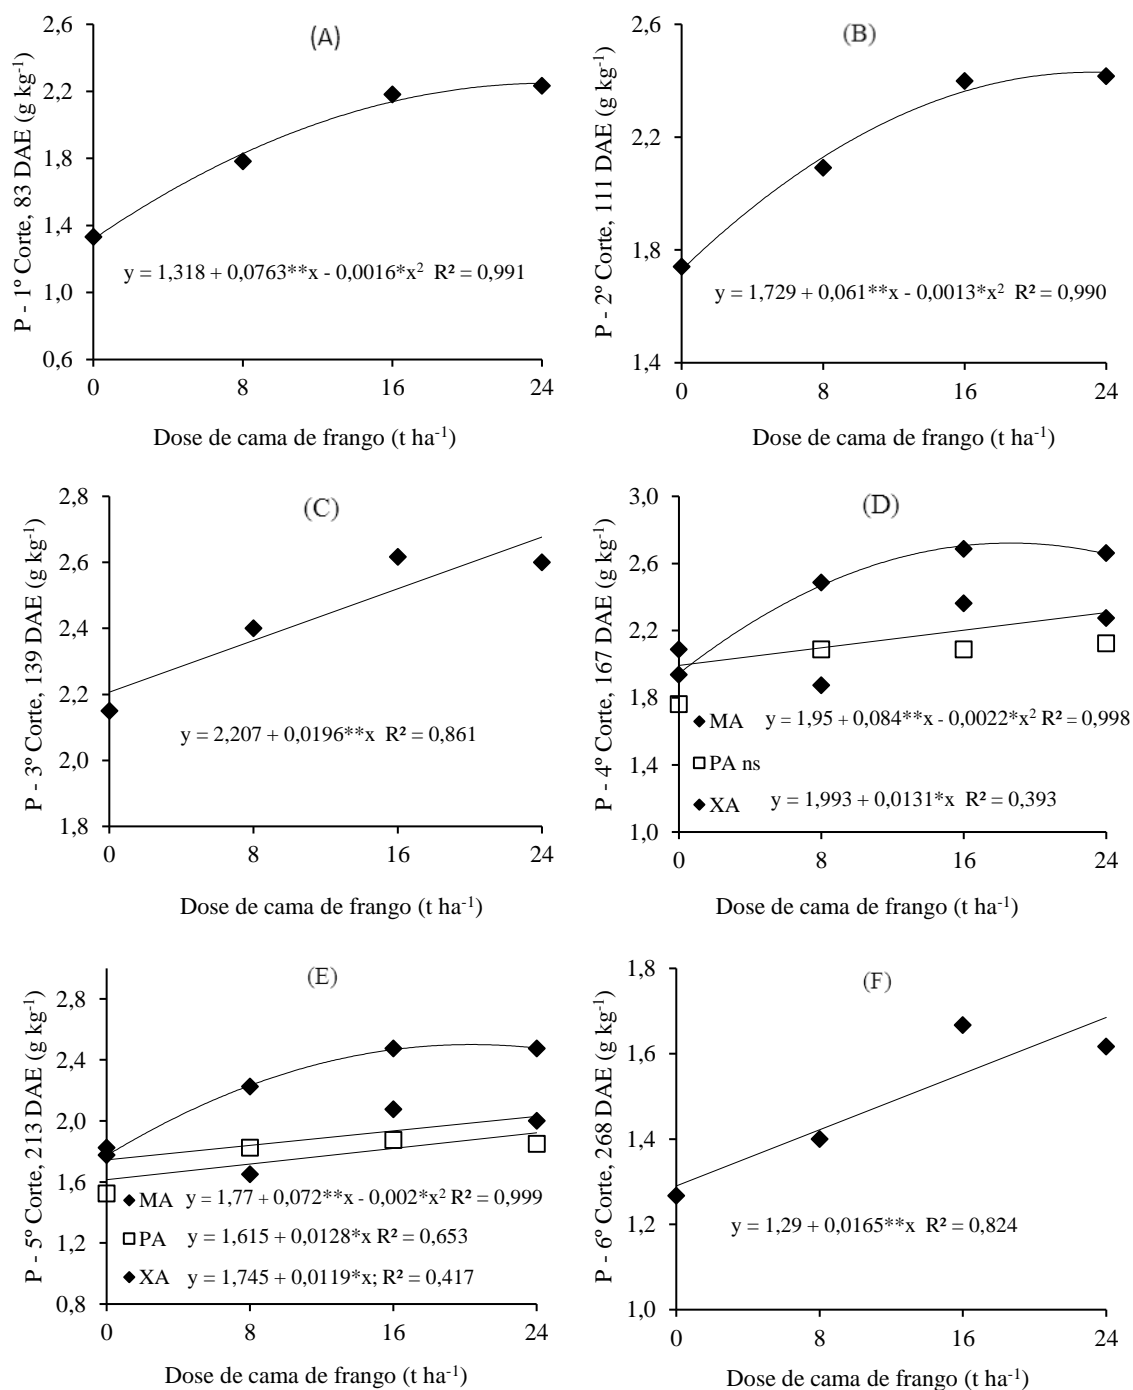 (A)
P - 1º Corte, 83 DAE (g kg⁻¹)
2,6
2,2
1,8
1,4
1,0
0,6
y = 1,318 + 0,0763**x - 0,0016*x² R² = 0,991
0 8 16 24
Dose de cama de frango (t ha⁻¹)
(B)
P - 2º Corte, 111 DAE (g kg⁻¹)
2,6
2,2
1,8
1,4
y = 1,729 + 0,061**x - 0,0013*x² R² = 0,990
0 8 16 24
Dose de cama de frango (t ha⁻¹)
(C)
P - 3º Corte, 139 DAE (g kg⁻¹)
2,8
2,6
2,4
2,2
2,0
1,8
y = 2,207 + 0,0196**x R² = 0,861
0 8 16 24
Dose de cama de frango (t ha⁻¹)
(D)
P - 4º Corte, 167 DAE (g kg⁻¹)
3,0
2,6
2,2
1,8
1,4
1,0
MA y = 1,95 + 0,084**x - 0,0022*x² R² = 0,998
PA ns
XA y = 1,993 + 0,0131*x R² = 0,393
0 8 16 24
Dose de cama de frango (t ha⁻¹)
(E)
P - 5º Corte, 213 DAE (g kg⁻¹)
2,8
2,4
2,0
1,6
1,2
0,8
MA y = 1,77 + 0,072**x - 0,002*x² R² = 0,999
PA y = 1,615 + 0,0128*x R² = 0,653
XA y = 1,745 + 0,0119*x; R² = 0,417
0 8 16 24
Dose de cama de frango (t ha⁻¹)
(F)
P - 6º Corte, 268 DAE (g kg⁻¹)
1,8
1,6
1,4
1,2
1,0
y = 1,29 + 0,0165**x R² = 0,824
0 8 16 24
Dose de cama de frango (t ha⁻¹)